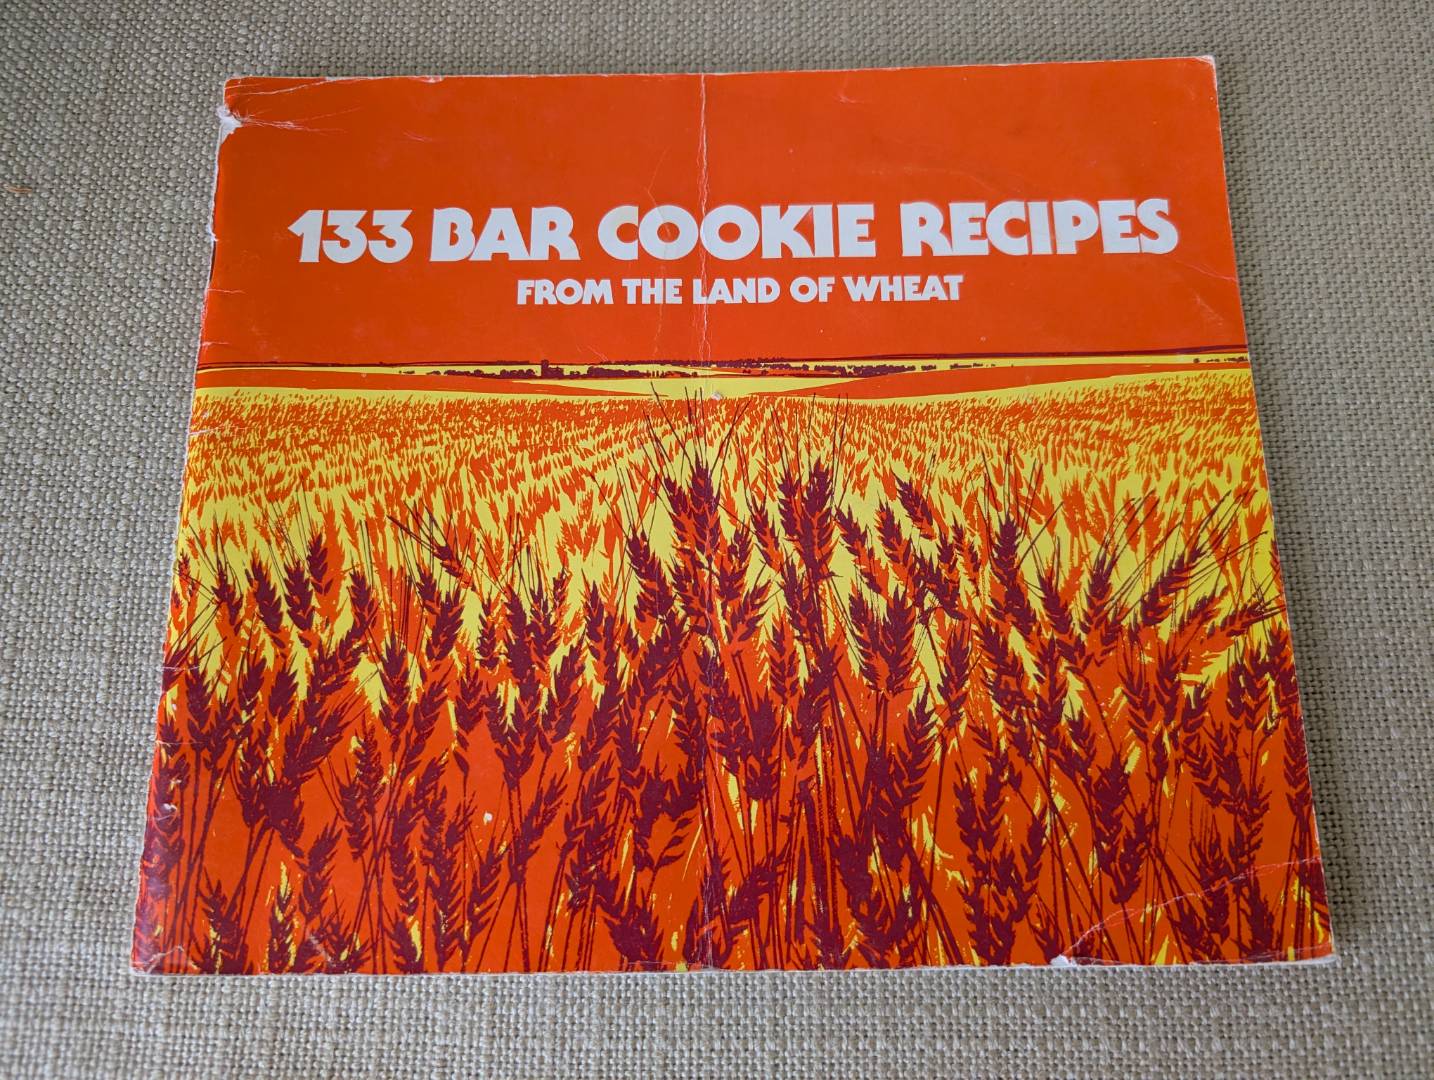 133 BAR COOKIE RECIPES
FROM THE LAND OF WHEAT